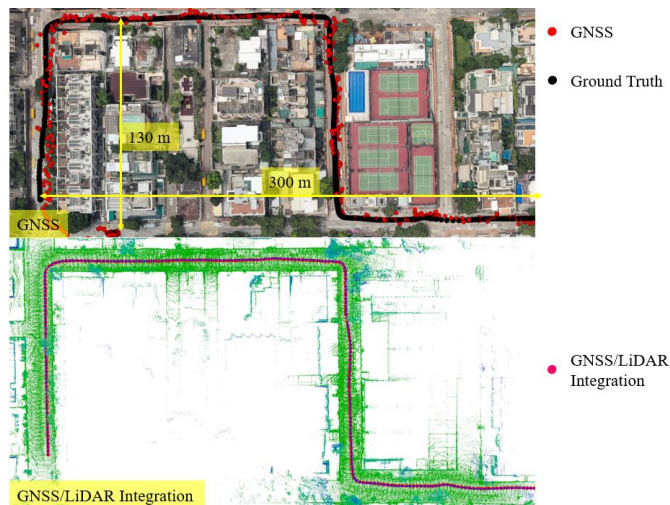 GNSS
Ground Truth
130 m
300 m
GNSS
GNSS/LiDAR
Integration
GNSS/LiDAR Integration